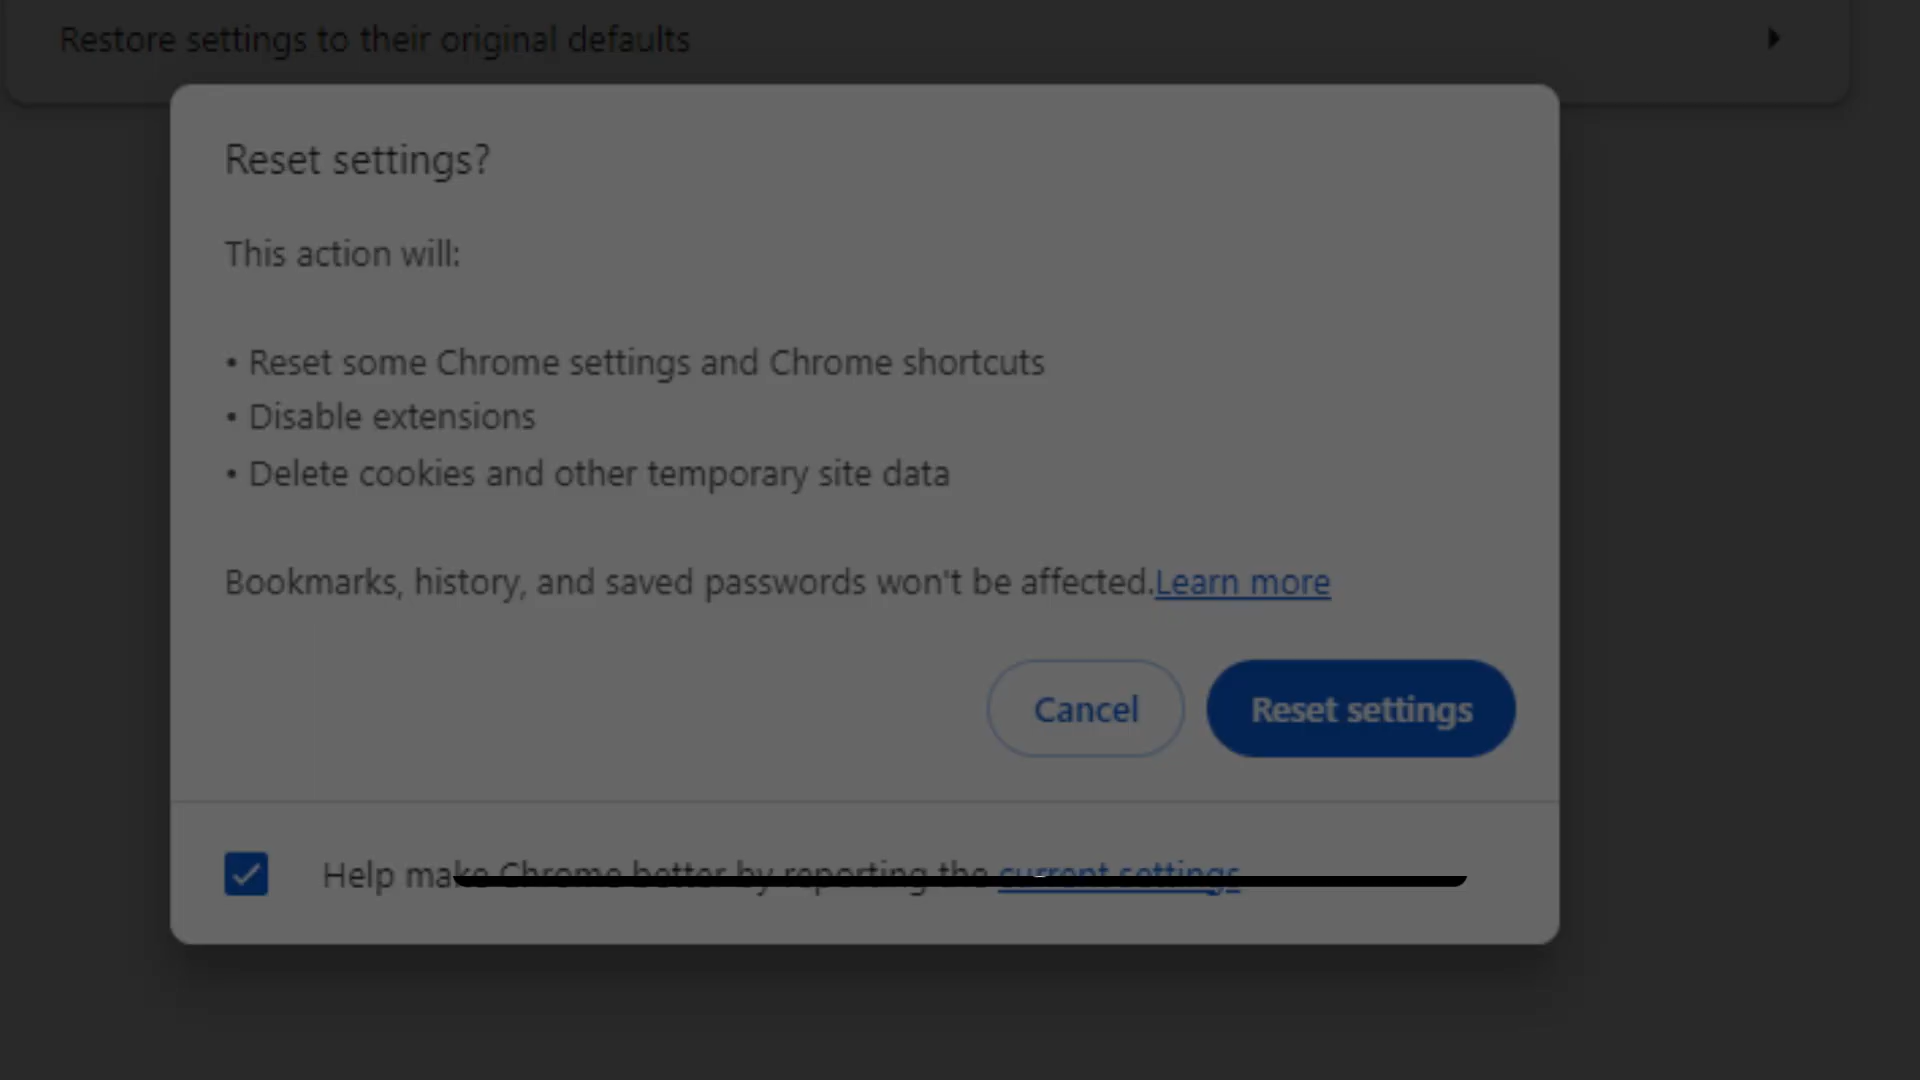 Restore settings to their original defaults
Reset settings?
This action will:
• Reset some Chrome settings and Chrome shortcuts
• Disable extensions
• Delete cookies and other temporary site data
Bookmarks, history, and saved passwords won't be affected.Learn more
Cancel
Reset settings
Help make Chrome better by reporting the current settings